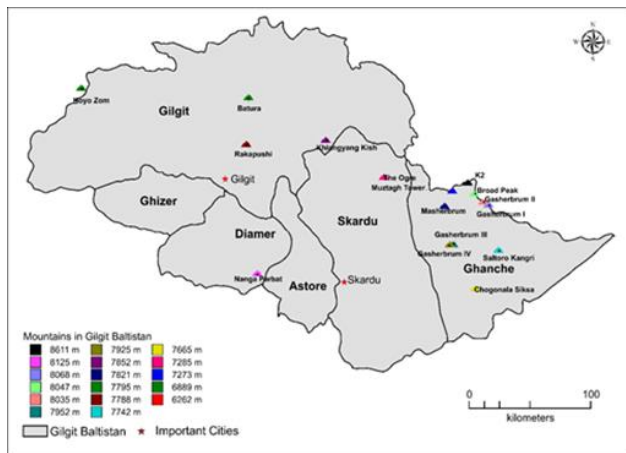 N
W E
S
Koyo Zom
Gilgit
Batura
Khiangyang Kish
Rakapushi
Gilgit
K2
The Ogre
Muztagh Tower
Broad Peak
Gasherbrum II
Gasherbrum I
Masherbrum
Ghizer
Skardu
Diamer
Gasherbrum III
Gasherbrum IV
Saltoro Kangri
Ghanche
Nanga Parbat
Astore
Skardu
Chogonala Siksa
Mountains in Gilgit Baltistan
8611 m 7925 m 7665 m
8125 m 7852 m 7285 m
8068 m 7821 m 7273 m
8047 m 7795 m 6889 m
8035 m 7788 m 6262 m
7952 m 7742 m
Gilgit Baltistan Important Cities
0 100
kilometers